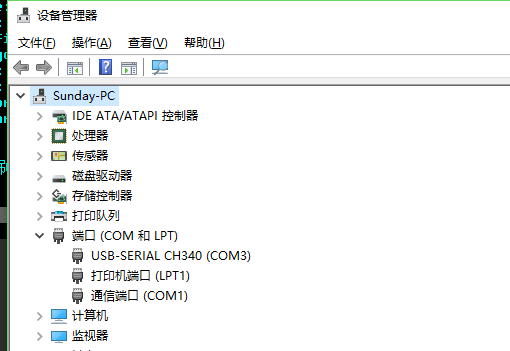 设备管理器
文件(F) 操作(A) 查看(V) 帮助(H)
Sunday-PC
IDE ATA/ATAPI 控制器
处理器
传感器
磁盘驱动器
存储控制器
打印队列
端口 (COM 和 LPT)
USB-SERIAL CH340 (COM3)
打印机端口 (LPT1)
通信端口 (COM1)
计算机
监视器